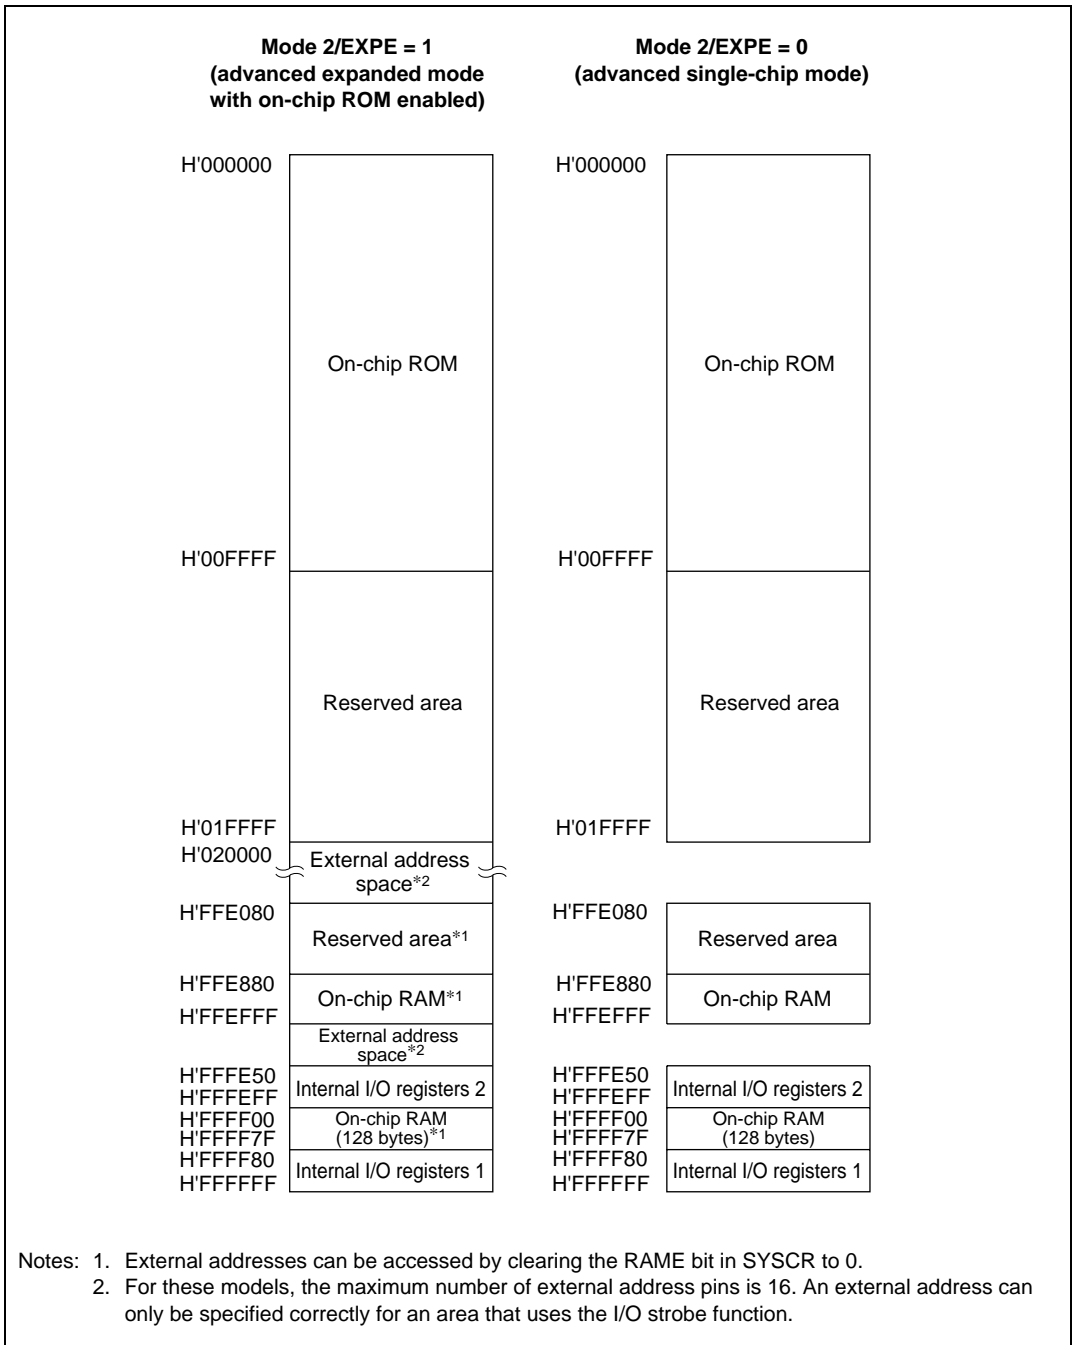 Mode 2/EXPE = 1
(advanced expanded mode
with on-chip ROM enabled)
H'000000
On-chip ROM
H'00FFFF
Reserved area
H'01FFFF
H'020000
External address
space*2
H'FFE080
Reserved area*1
H'FFE880
On-chip RAM*1
H'FFEFFF
External address
space*2
H'FFFE50
Internal I/O registers 2
H'FFFEFF
H'FFFF00
On-chip RAM
(128 bytes)*1
H'FFFF7F
H'FFFF80
Internal I/O registers 1
H'FFFFFF
Mode 2/EXPE = 0
(advanced single-chip mode)
H'000000
On-chip ROM
H'00FFFF
Reserved area
H'01FFFF
H'FFE080
Reserved area
H'FFE880
On-chip RAM
H'FFEFFF
H'FFFE50
Internal I/O registers 2
H'FFFEFF
H'FFFF00
On-chip RAM
(128 bytes)
H'FFFF7F
H'FFFF80
Internal I/O registers 1
H'FFFFFF
Notes: 1. External addresses can be accessed by clearing the RAME bit in SYSCR to 0.
2. For these models, the maximum number of external address pins is 16. An external address can
only be specified correctly for an area that uses the I/O strobe function.